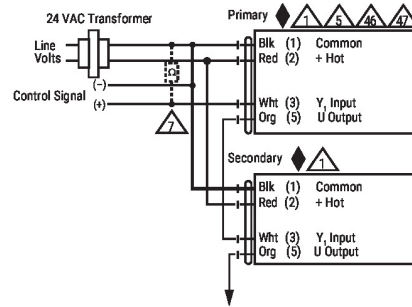 24 VAC Transformer
Primary 1 5 46 47
Line Volts
Blk (1) Common
Red (2) + Hot
Ω
(–)
Control Signal
(+)
Wht (3) Y1 Input
Org (5) U Output
7
Secondary 1
Blk (1) Common
Red (2) + Hot
Wht (3) Y1 Input
Org (5) U Output